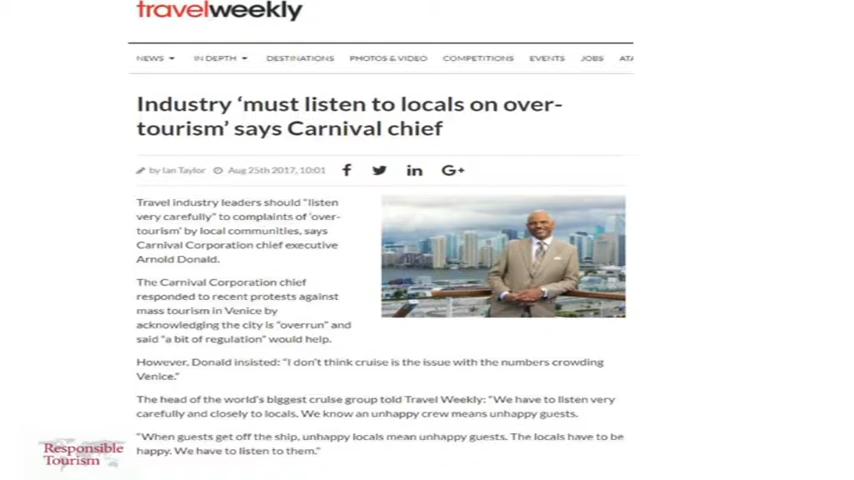 travelweekly
NEWS IN DEPTH DESTINATIONS PHOTOS & VIDEO COMPETITIONS EVENTS JOBS ATA
Industry ‘must listen to locals on over-
tourism’ says Carnival chief
by Ian Taylor Aug 25th 2017, 10:01 f in G+
Travel industry leaders should “listen
very carefully” to complaints of ‘over-
tourism’ by local communities, says
Carnival Corporation chief executive
Arnold Donald.
The Carnival Corporation chief
responded to recent protests against
mass tourism in Venice by
acknowledging the city is “overrun” and
said “a bit of regulation” would help.
However, Donald insisted: “I don’t think cruise is the issue with the numbers crowding
Venice.”
The head of the world’s biggest cruise group told Travel Weekly: “We have to listen very
carefully and closely to locals. We know an unhappy crew means unhappy guests.
“When guests get off the ship, unhappy locals mean unhappy guests. The locals have to be
happy. We have to listen to them.”
Responsible
Tourism